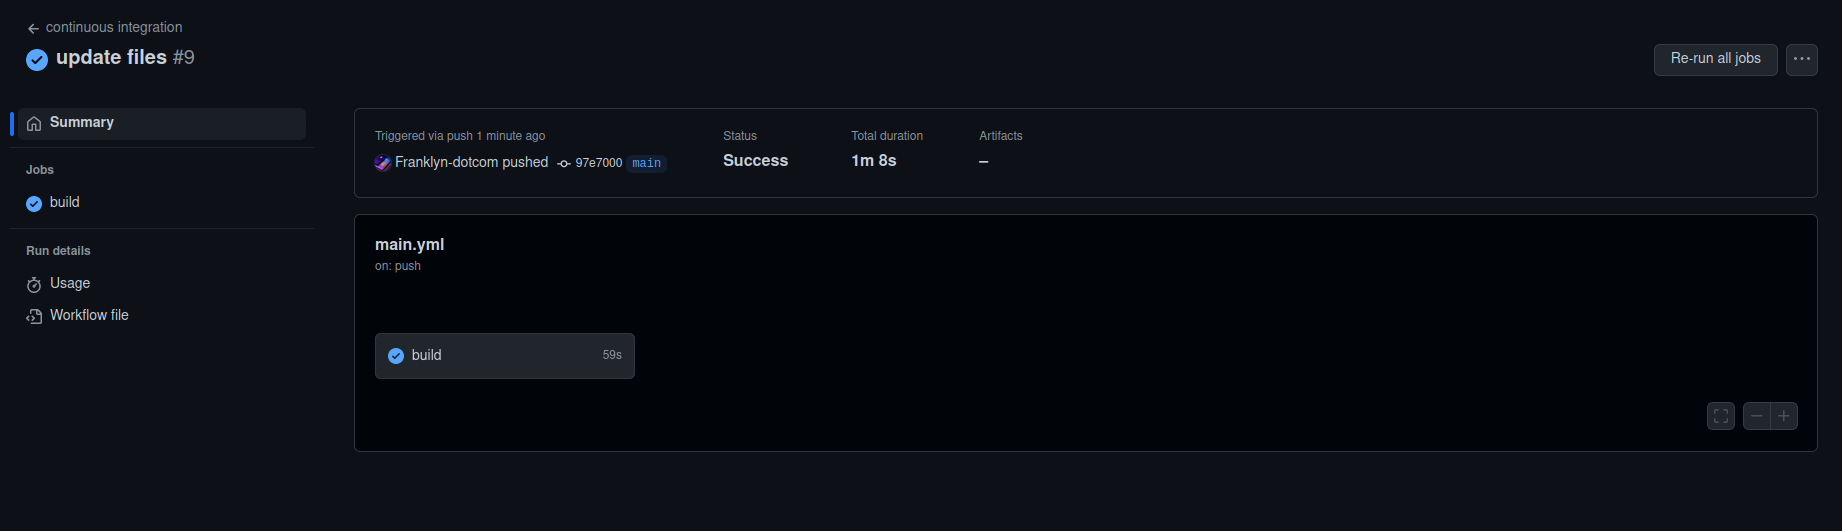 continuous integration
update files #9
Re-run all jobs
Summary
Jobs
build
Run details
Usage
Workflow file
Triggered via push 1 minute ago
Franklyn-dotcom pushed 97e7000 main
Status
Success
Total duration
1m 8s
Artifacts
–
main.yml
on: push
build 59s